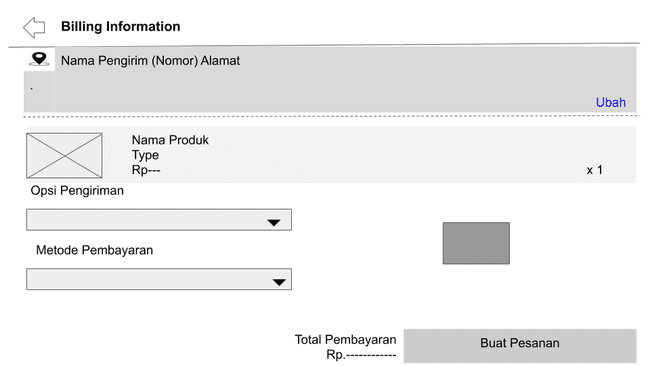 Billing Information
Nama Pengirim (Nomor) Alamat
.
Ubah
Nama Produk
Type
Rp---
x 1
Opsi Pengiriman
Metode Pembayaran
Total Pembayaran
Rp.------------
Buat Pesanan